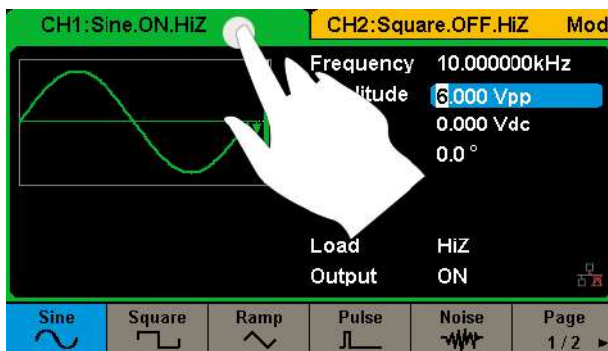 CH1:Sine.ON.HiZ
CH2:Square.OFF.HiZ
Mod
Frequency 10.000000kHz
6.000 Vpp
0.000 Vdc
0.0 °
Load HiZ
Output ON
Sine
Square
Ramp
Pulse
Noise
Page
1/2